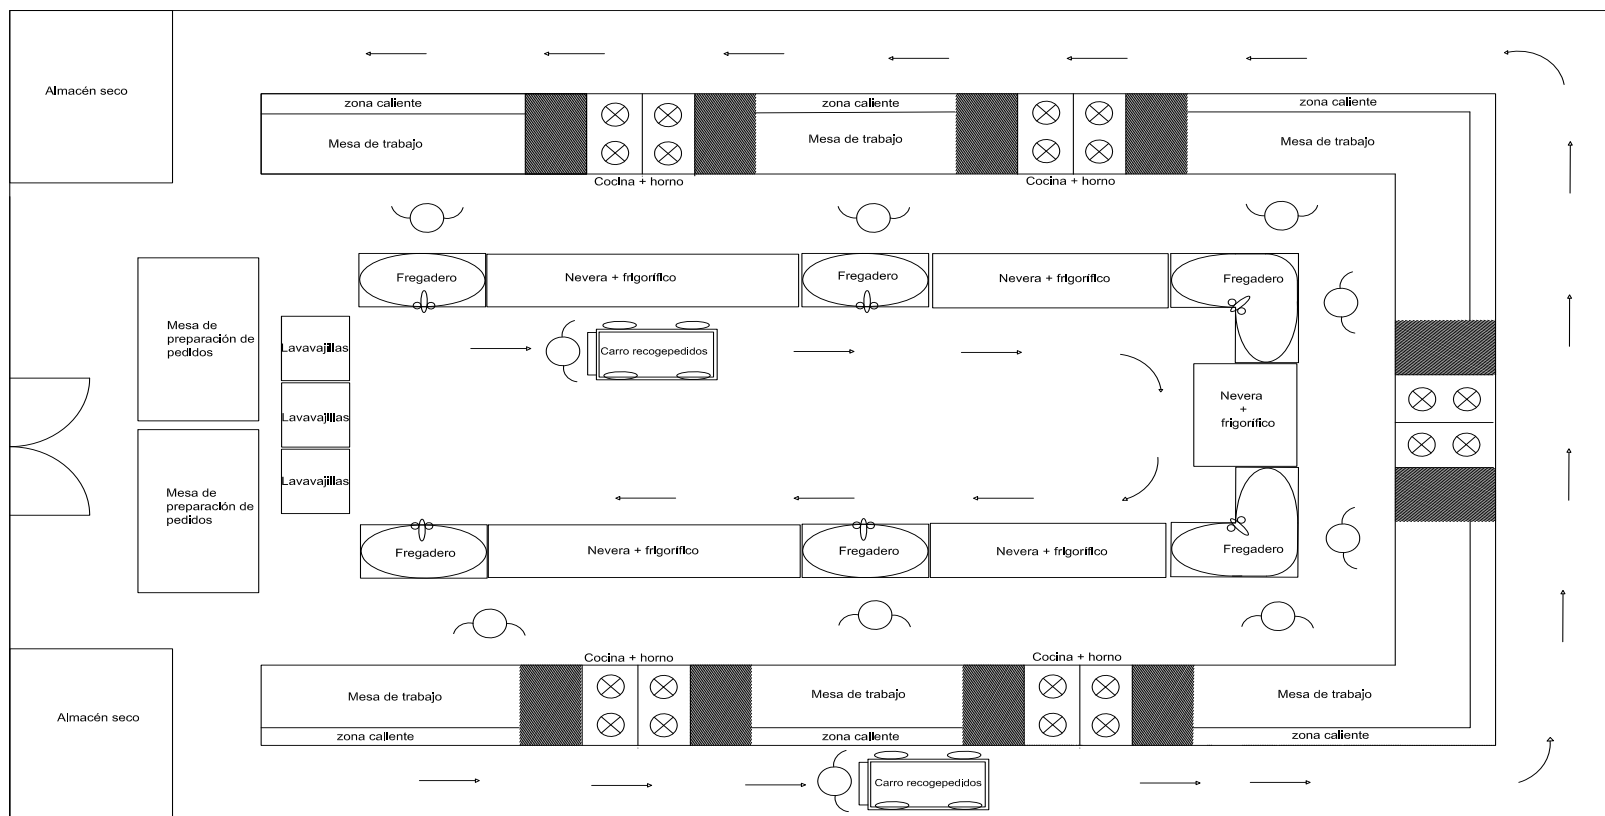 Almacén seco
zona caliente
zona caliente
zona caliente
Mesa de trabajo
Mesa de trabajo
Mesa de trabajo
Cocina + horno
Cocina + horno
Fregadero
Nevera + frigorífico
Fregadero
Nevera + frigorífico
Fregadero
Mesa de
preparación de
pedidos
Lavavajillas
Carro recogepedidos
Lavavajillas
Nevera
+
frigorífico
Mesa de
preparación de
pedidos
Lavavajillas
Fregadero
Nevera + frigorífico
Fregadero
Nevera + frigorífico
Fregadero
Cocina + horno
Cocina + horno
Almacén seco
Mesa de trabajo
Mesa de trabajo
Mesa de trabajo
zona caliente
zona caliente
zona caliente
Carro recogepedidos